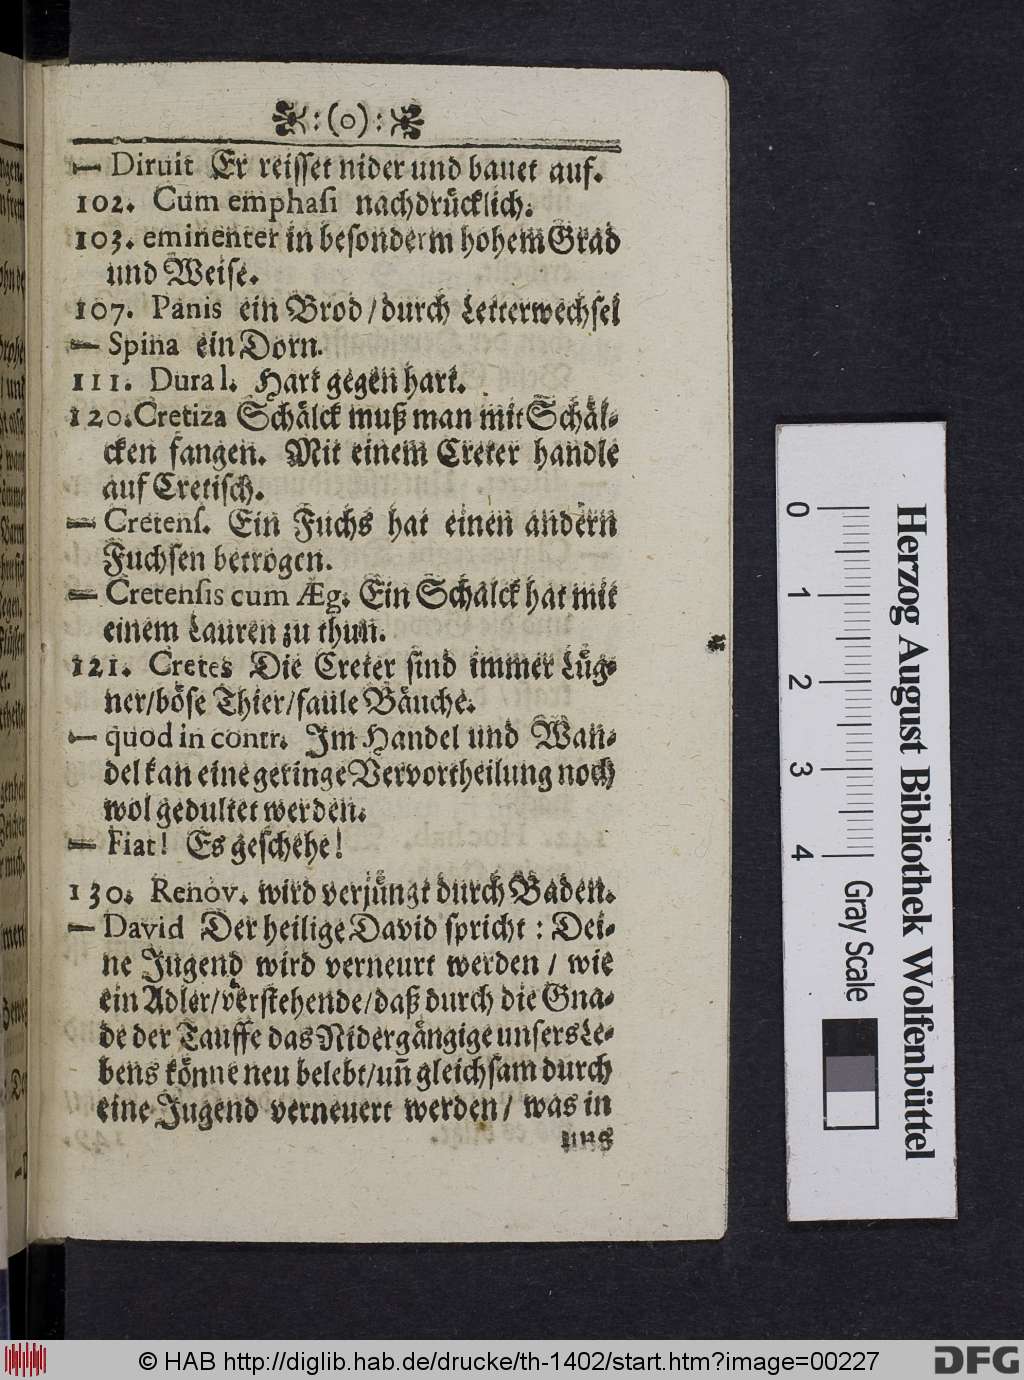 :(o):
— Diruit Er reisset nider und bauet auf.
102. Cum emphasi nachdrücklich.
103. eminenter in besonderm hohem Grad
und Weise.
107. Panis ein Brod / durch Letterwechsel
— Spina ein Dorn.
111. Dura l. Hart gegen hart.
120. Cretiza Schälck muß man mit Schäl-
cken fangen. Mit einem Creter handle
auf Cretisch.
— Cretens. Ein Fuchs hat einen andern
Fuchsen betrogen.
— Cretensis cum Æg. Ein Schalck hat mit
einem Lauren zu thun.
121. Cretes Die Creter sind immer Lüg-
ner/böse Thier/faule Bäuche.
— quod in contr. Im Handel und Wan-
del kan eine geringe Vervortheilung noch
wol gedultet werden.
— Fiat! Es geschehe!
130. Renov. wird verjüngt durch Baden.
— David Der heilige David spricht : Dei-
ne Jugend wird verneurt werden / wie
ein Adler/verstehende/daß durch die Gna-
de der Tauffe das Nidergängige unsers Le-
bens könne neu belebt/uñ gleichsam durch
eine Jugend verneuert werden / was in
uns
0 1 2 3 4
Gray Scale
Herzog August Bibliothek Wolfenbüttel
© HAB http://diglib.hab.de/drucke/th-1402/start.htm?image=00227
DFG